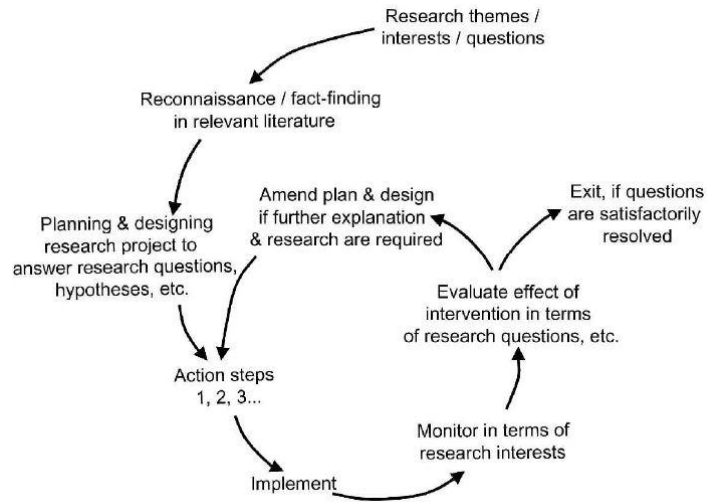 Research themes /
interests / questions
Reconnaissance / fact-finding
in relevant literature
Planning & designing
research project to
answer research questions,
hypotheses, etc.
Amend plan & design
if further explanation
& research are required
Exit, if questions
are satisfactorily
resolved
Evaluate effect of
intervention in terms
of research questions, etc.
Action steps
1, 2, 3...
Monitor in terms of
research interests
Implement